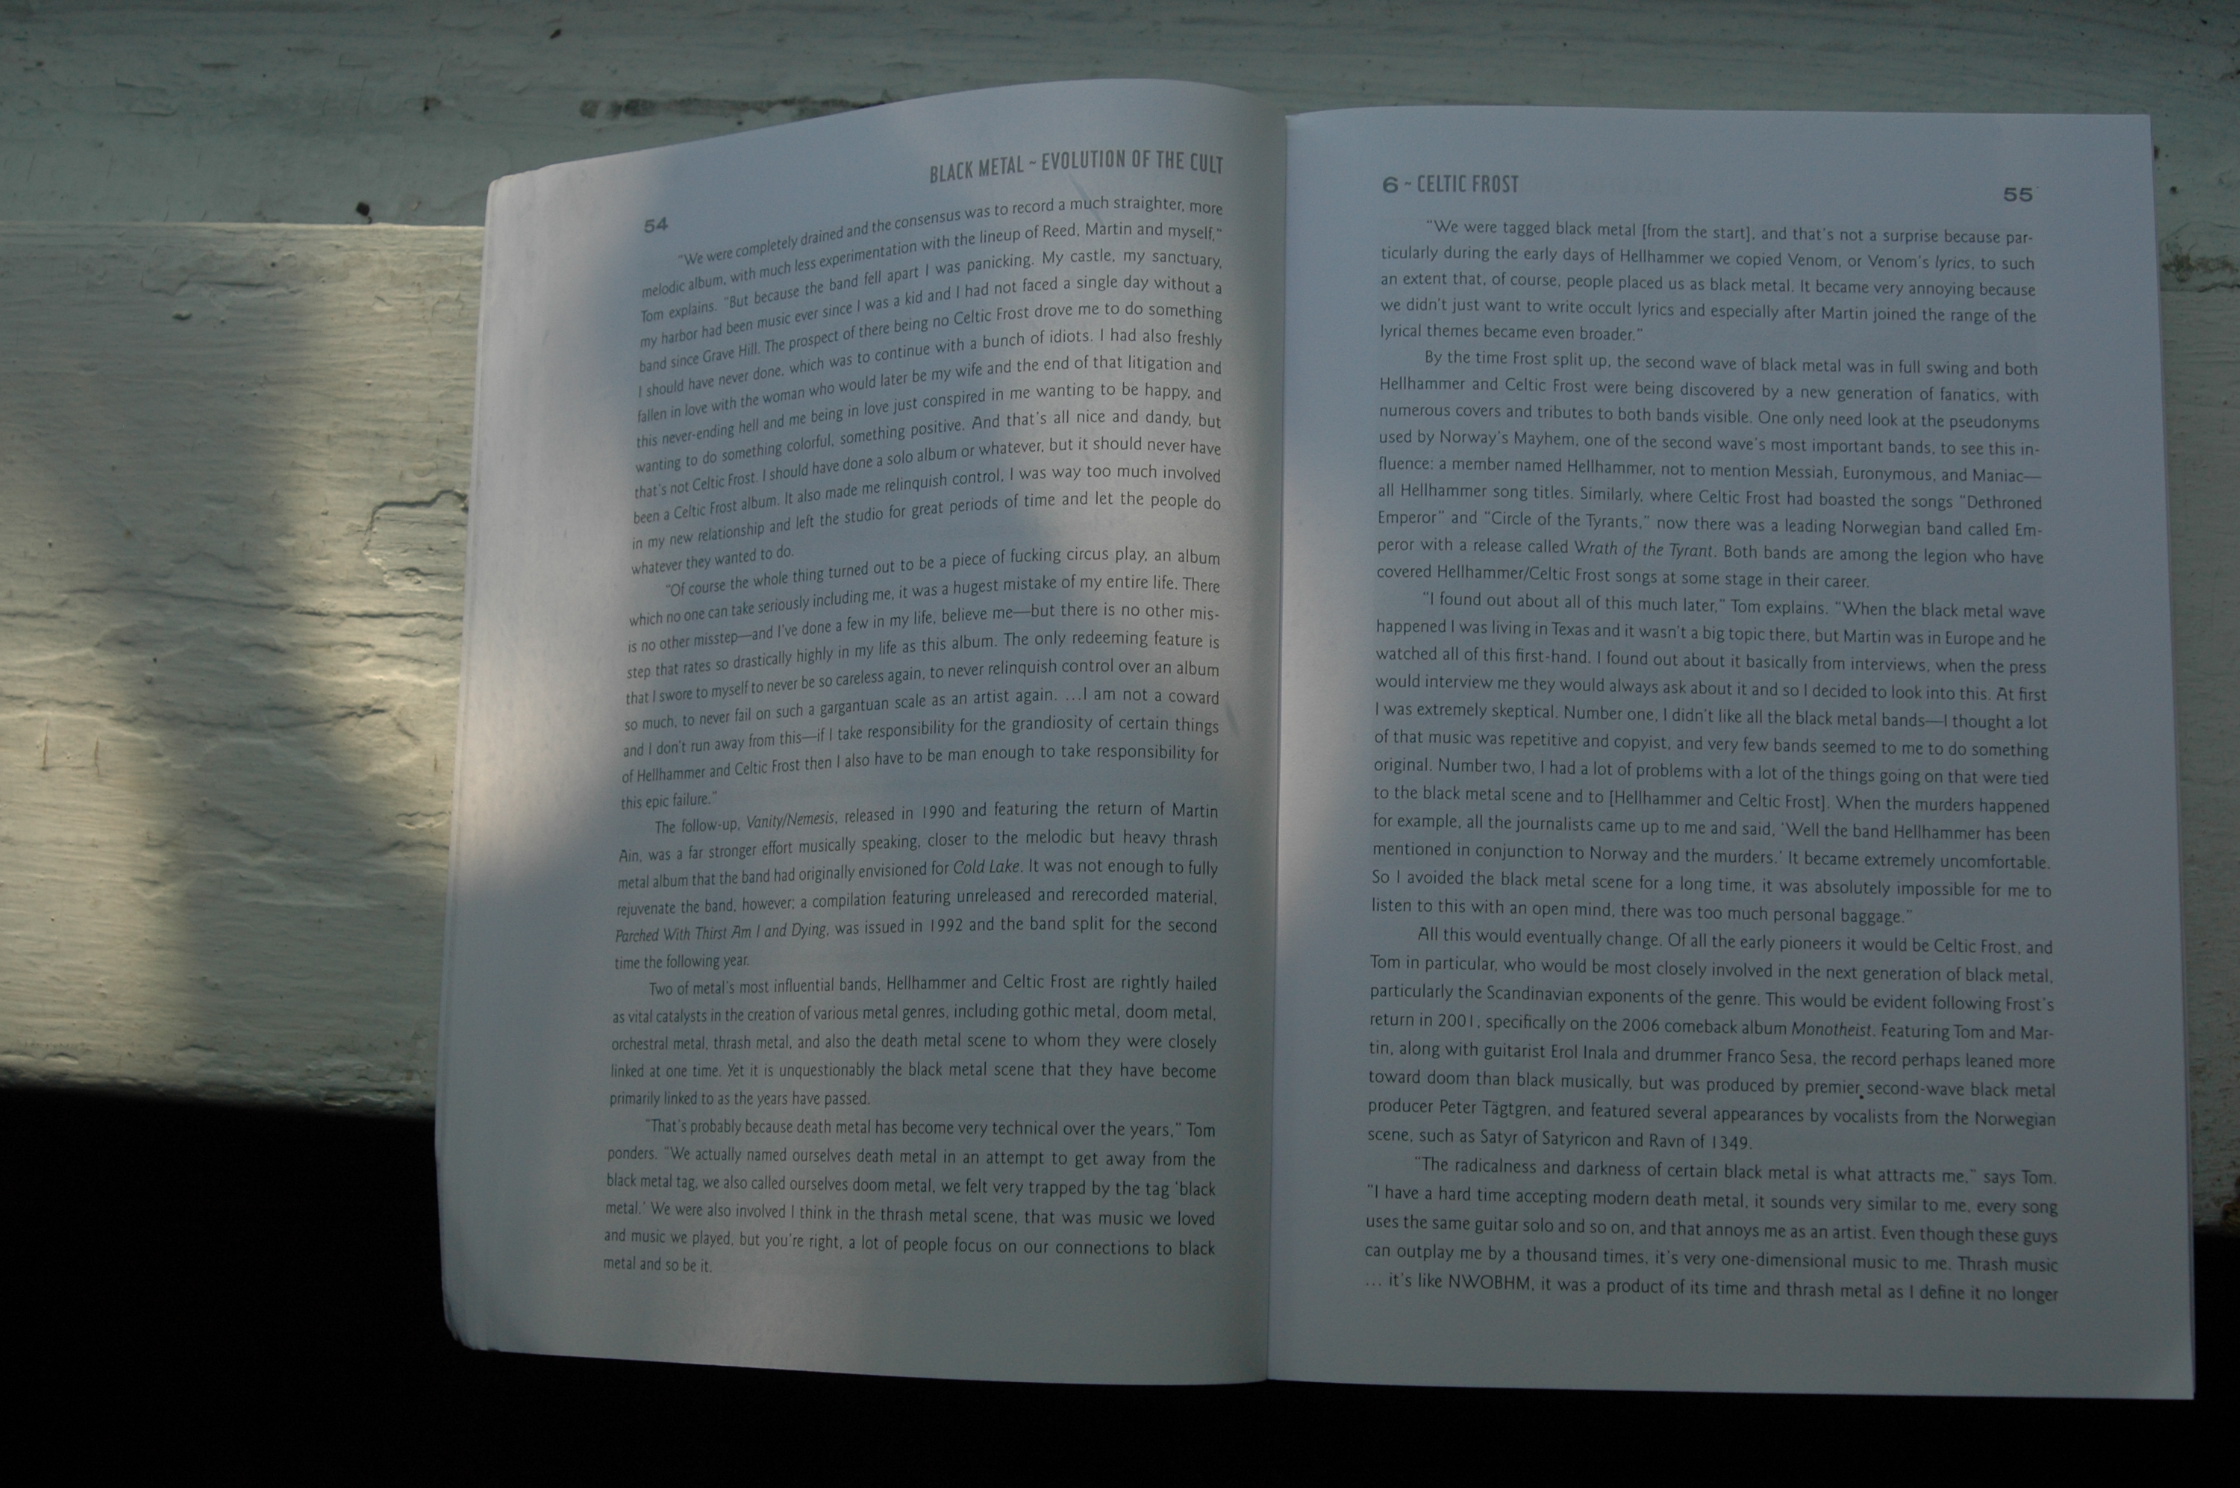 BLACK METAL ~ EVOLUTION OF THE CULT
54
"We were completely drained and the consensus was to record a much straighter, more
melodic album, with much less experimentation with the lineup of Reed, Martin and myself,"
Tom explains. "But because the band fell apart I was panicking. My castle, my sanctuary,
my harbor had been music ever since I was a kid and I had not faced a single day without a
band since Grave Hill. The prospect of there being no Celtic Frost drove me to do something
I should have never done, which was to continue with a bunch of idiots. I had also freshly
fallen in love with the woman who would later be my wife and the end of that litigation and
this never-ending hell and me being in love just conspired in me wanting to be happy, and
wanting to do something colorful, something positive. And that's all nice and dandy, but
that's not Celtic Frost. I should have done a solo album or whatever, but it should never have
been a Celtic Frost album. It also made me relinquish control, I was way too much involved
in my new relationship and left the studio for great periods of time and let the people do
whatever they wanted to do.
"Of course the whole thing turned out to be a piece of fucking circus play, an album
which no one can take seriously including me, it was a hugest mistake of my entire life. There
is no other misstep—and I've done a few in my life, believe me—but there is no other mis-
step that rates so drastically highly in my life as this album. The only redeeming feature is
that I swore to myself to never be so careless again, to never relinquish control over an album
so much, to never fail on such a gargantuan scale as an artist again. ...I am not a coward
and I don't run away from this—if I take responsibility for the grandiosity of certain things
of Hellhammer and Celtic Frost then I also have to be man enough to take responsibility for
this epic failure."
The follow-up, Vanity/Nemesis, released in 1990 and featuring the return of Martin
Ain, was a far stronger effort musically speaking, closer to the melodic but heavy thrash
metal album that the band had originally envisioned for Cold Lake. It was not enough to fully
rejuvenate the band, however; a compilation featuring unreleased and rerecorded material,
Parched With Thirst Am I and Dying, was issued in 1992 and the band split for the second
time the following year.
Two of metal's most influential bands, Hellhammer and Celtic Frost are rightly hailed
as vital catalysts in the creation of various metal genres, including gothic metal, doom metal,
orchestral metal, thrash metal, and also the death metal scene to whom they were closely
linked at one time. Yet it is unquestionably the black metal scene that they have become
primarily linked to as the years have passed.
"That's probably because death metal has become very technical over the years," Tom
ponders. "We actually named ourselves death metal in an attempt to get away from the
black metal tag, we also called ourselves doom metal, we felt very trapped by the tag 'black
metal.' We were also involved I think in the thrash metal scene, that was music we loved
and music we played, but you're right, a lot of people focus on our connections to black
metal and so be it.
6 ~ CELTIC FROST
55
"We were tagged black metal [from the start], and that's not a surprise because par-
ticularly during the early days of Hellhammer we copied Venom, or Venom's lyrics, to such
an extent that, of course, people placed us as black metal. It became very annoying because
we didn't just want to write occult lyrics and especially after Martin joined the range of the
lyrical themes became even broader."
By the time Frost split up, the second wave of black metal was in full swing and both
Hellhammer and Celtic Frost were being discovered by a new generation of fanatics, with
numerous covers and tributes to both bands visible. One only need look at the pseudonyms
used by Norway's Mayhem, one of the second wave's most important bands, to see this in-
fluence: a member named Hellhammer, not to mention Messiah, Euronymous, and Maniac—
all Hellhammer song titles. Similarly, where Celtic Frost had boasted the songs "Dethroned
Emperor" and "Circle of the Tyrants," now there was a leading Norwegian band called Em-
peror with a release called Wrath of the Tyrant. Both bands are among the legion who have
covered Hellhammer/Celtic Frost songs at some stage in their career.
"I found out about all of this much later," Tom explains. "When the black metal wave
happened I was living in Texas and it wasn't a big topic there, but Martin was in Europe and he
watched all of this first-hand. I found out about it basically from interviews, when the press
would interview me they would always ask about it and so I decided to look into this. At first
I was extremely skeptical. Number one, I didn't like all the black metal bands—I thought a lot
of that music was repetitive and copyist, and very few bands seemed to me to do something
original. Number two, I had a lot of problems with a lot of the things going on that were tied
to the black metal scene and to [Hellhammer and Celtic Frost]. When the murders happened
for example, all the journalists came up to me and said, 'Well the band Hellhammer has been
mentioned in conjunction to Norway and the murders.' It became extremely uncomfortable.
So I avoided the black metal scene for a long time, it was absolutely impossible for me to
listen to this with an open mind, there was too much personal baggage."
All this would eventually change. Of all the early pioneers it would be Celtic Frost, and
Tom in particular, who would be most closely involved in the next generation of black metal,
particularly the Scandinavian exponents of the genre. This would be evident following Frost's
return in 2001, specifically on the 2006 comeback album Monotheist. Featuring Tom and Mar-
tin, along with guitarist Erol Inala and drummer Franco Sesa, the record perhaps leaned more
toward doom than black musically, but was produced by premier second-wave black metal
producer Peter Tägtgren, and featured several appearances by vocalists from the Norwegian
scene, such as Satyr of Satyricon and Ravn of 1349.
"The radicalness and darkness of certain black metal is what attracts me," says Tom.
"I have a hard time accepting modern death metal, it sounds very similar to me, every song
uses the same guitar solo and so on, and that annoys me as an artist. Even though these guys
can outplay me by a thousand times, it's very one-dimensional music to me. Thrash music
... it's like NWOBHM, it was a product of its time and thrash metal as I define it no longer